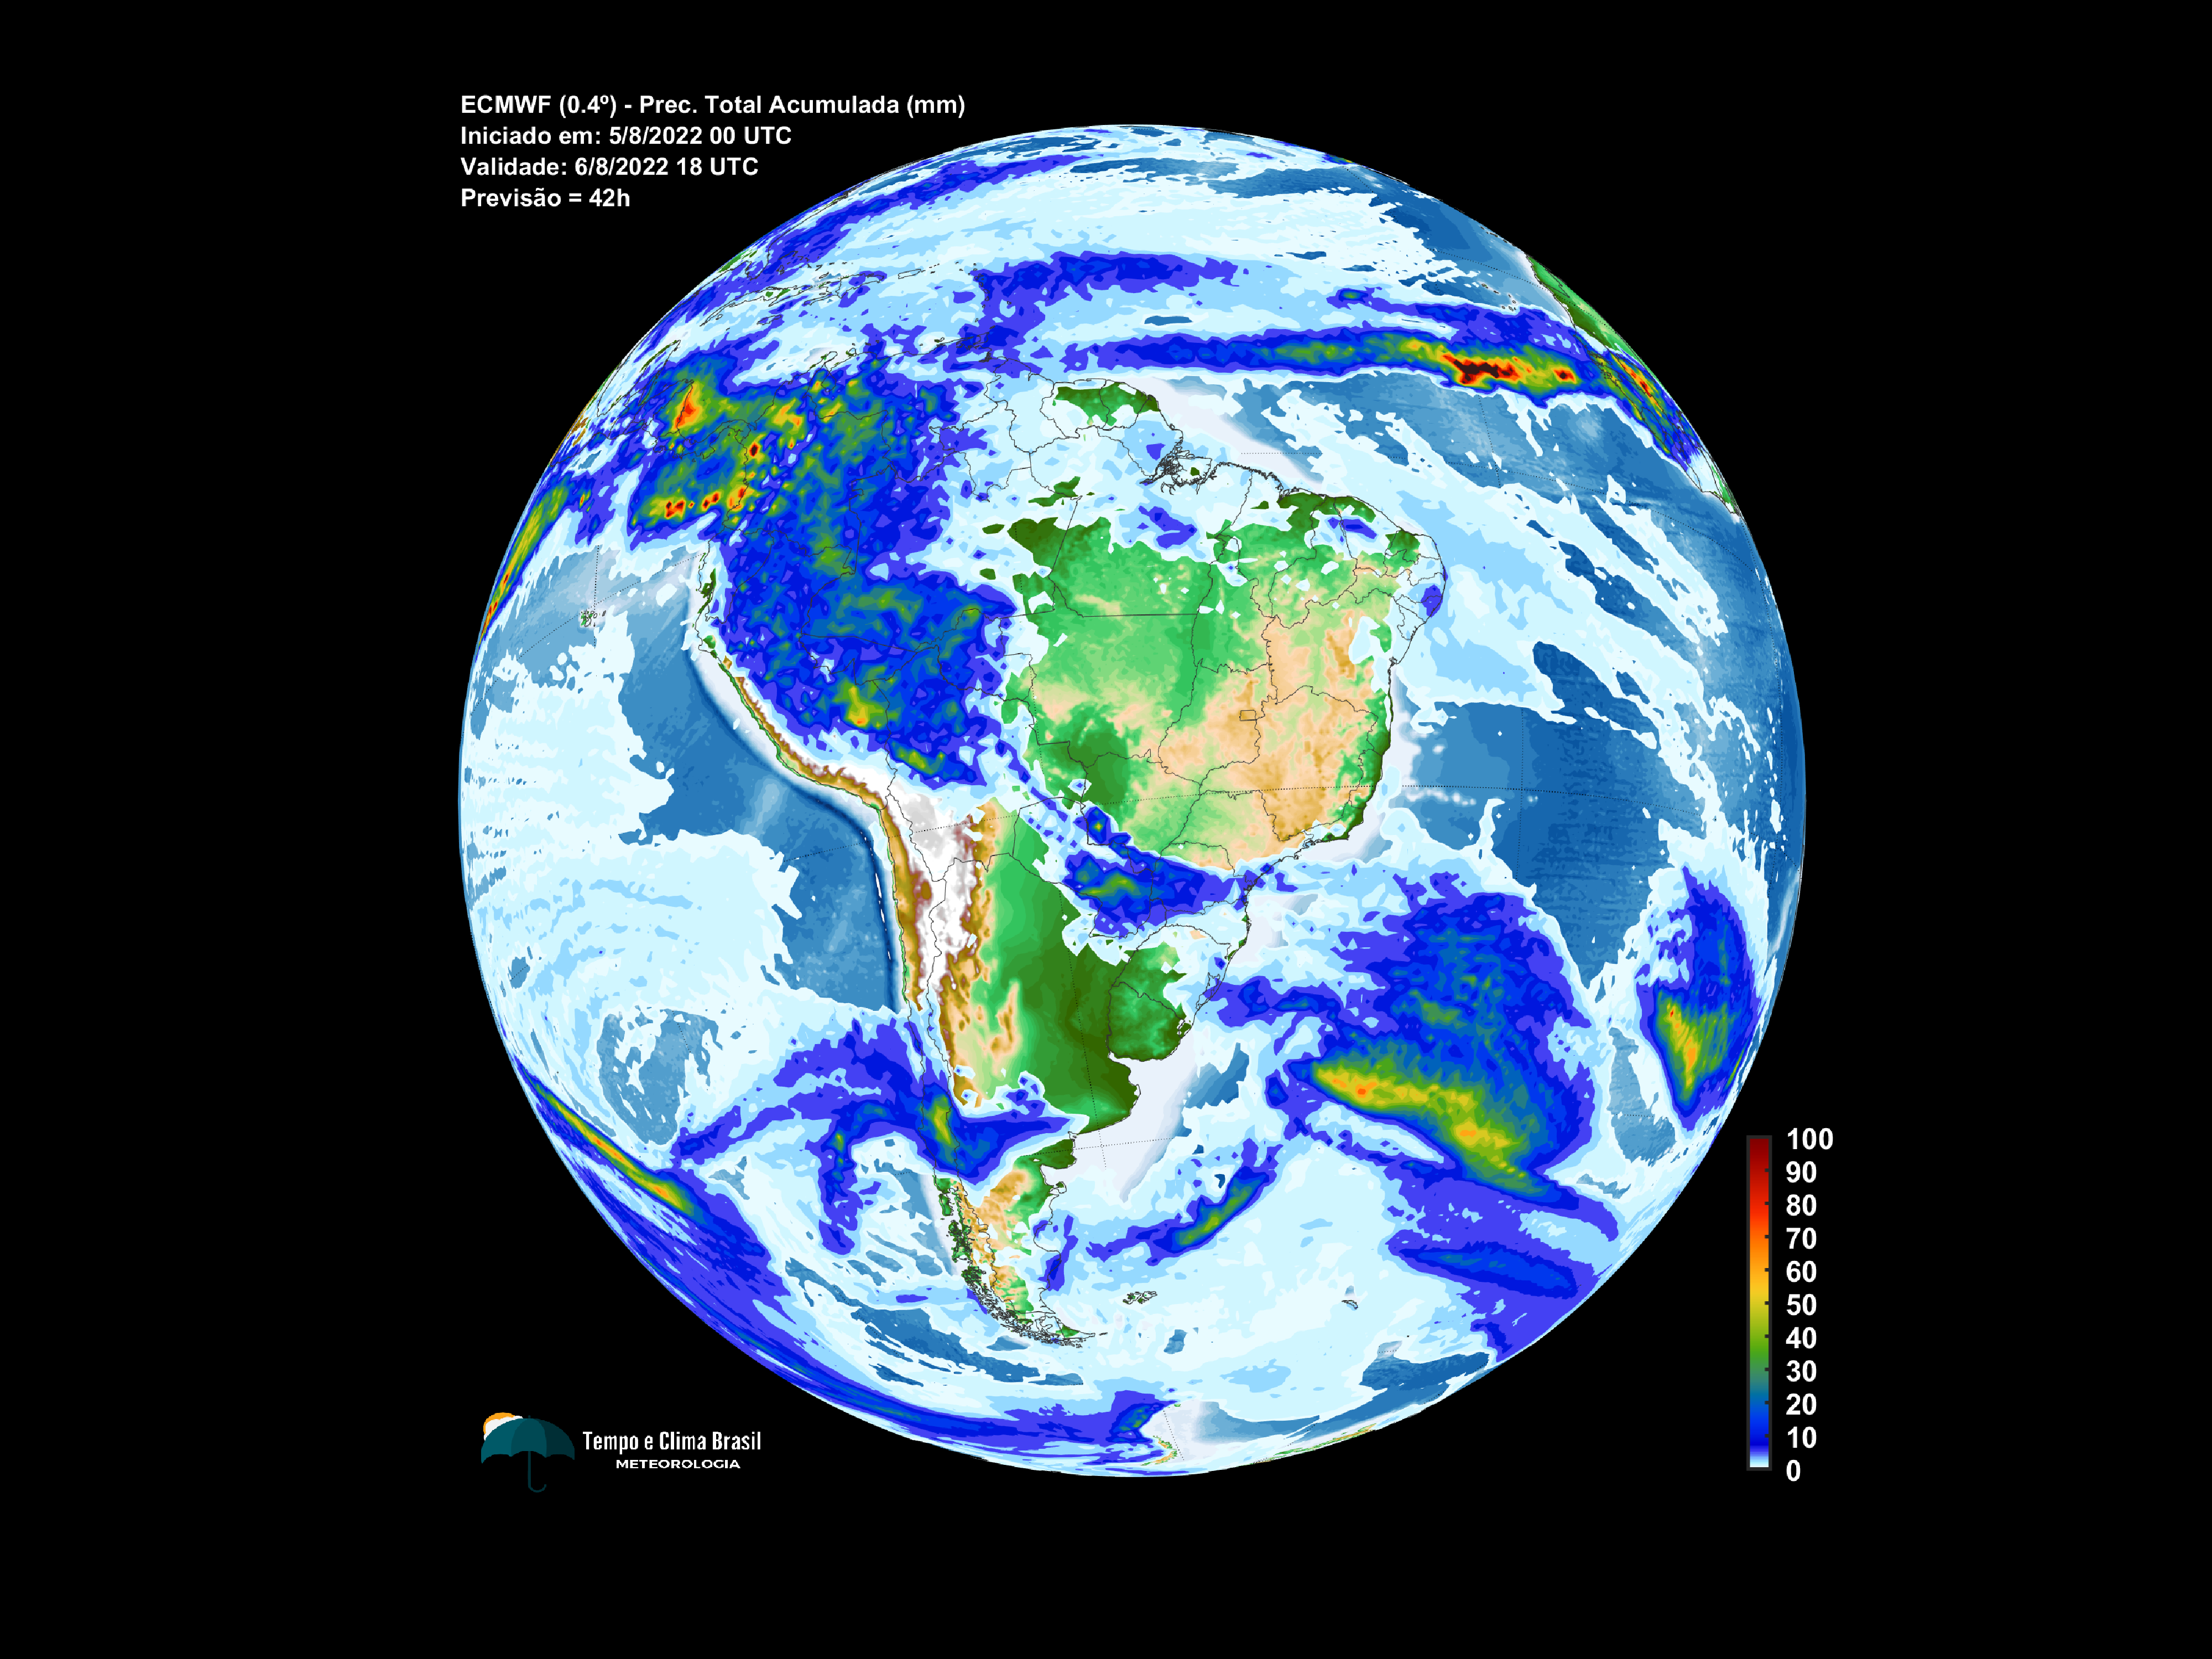 ECMWF (0.4º) - Prec. Total Acumulada (mm)
Iniciado em: 5/8/2022 00 UTC
Validade: 6/8/2022 18 UTC
Previsão = 42h
100
90
80
70
60
50
40
30
20
10
0
Tempo e Clima Brasil
METEOROLOGIA